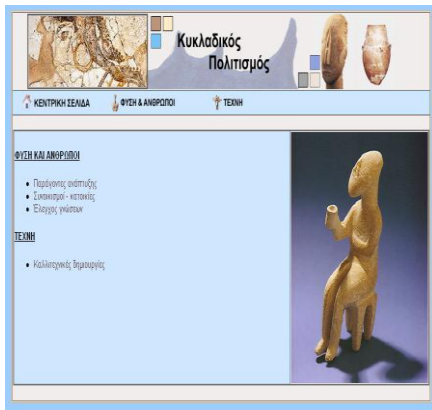 Κυκλαδικός
Πολιτισμός
ΚΕΝΤΡΙΚΗ ΣΕΛΙΔΑ ΦΥΣΗ & ΑΝΘΡΩΠΟΙ ΤΕΧΝΗ
ΦΥΣΗ ΚΑΙ ΑΝΘΡΩΠΟΙ
Παράγοντες ανάπτυξης
Συνοικισμοί - κατοικίες
Έλεγχος γνώσεων
ΤΕΧΝΗ
Καλλιτεχνικές δημιουργίες